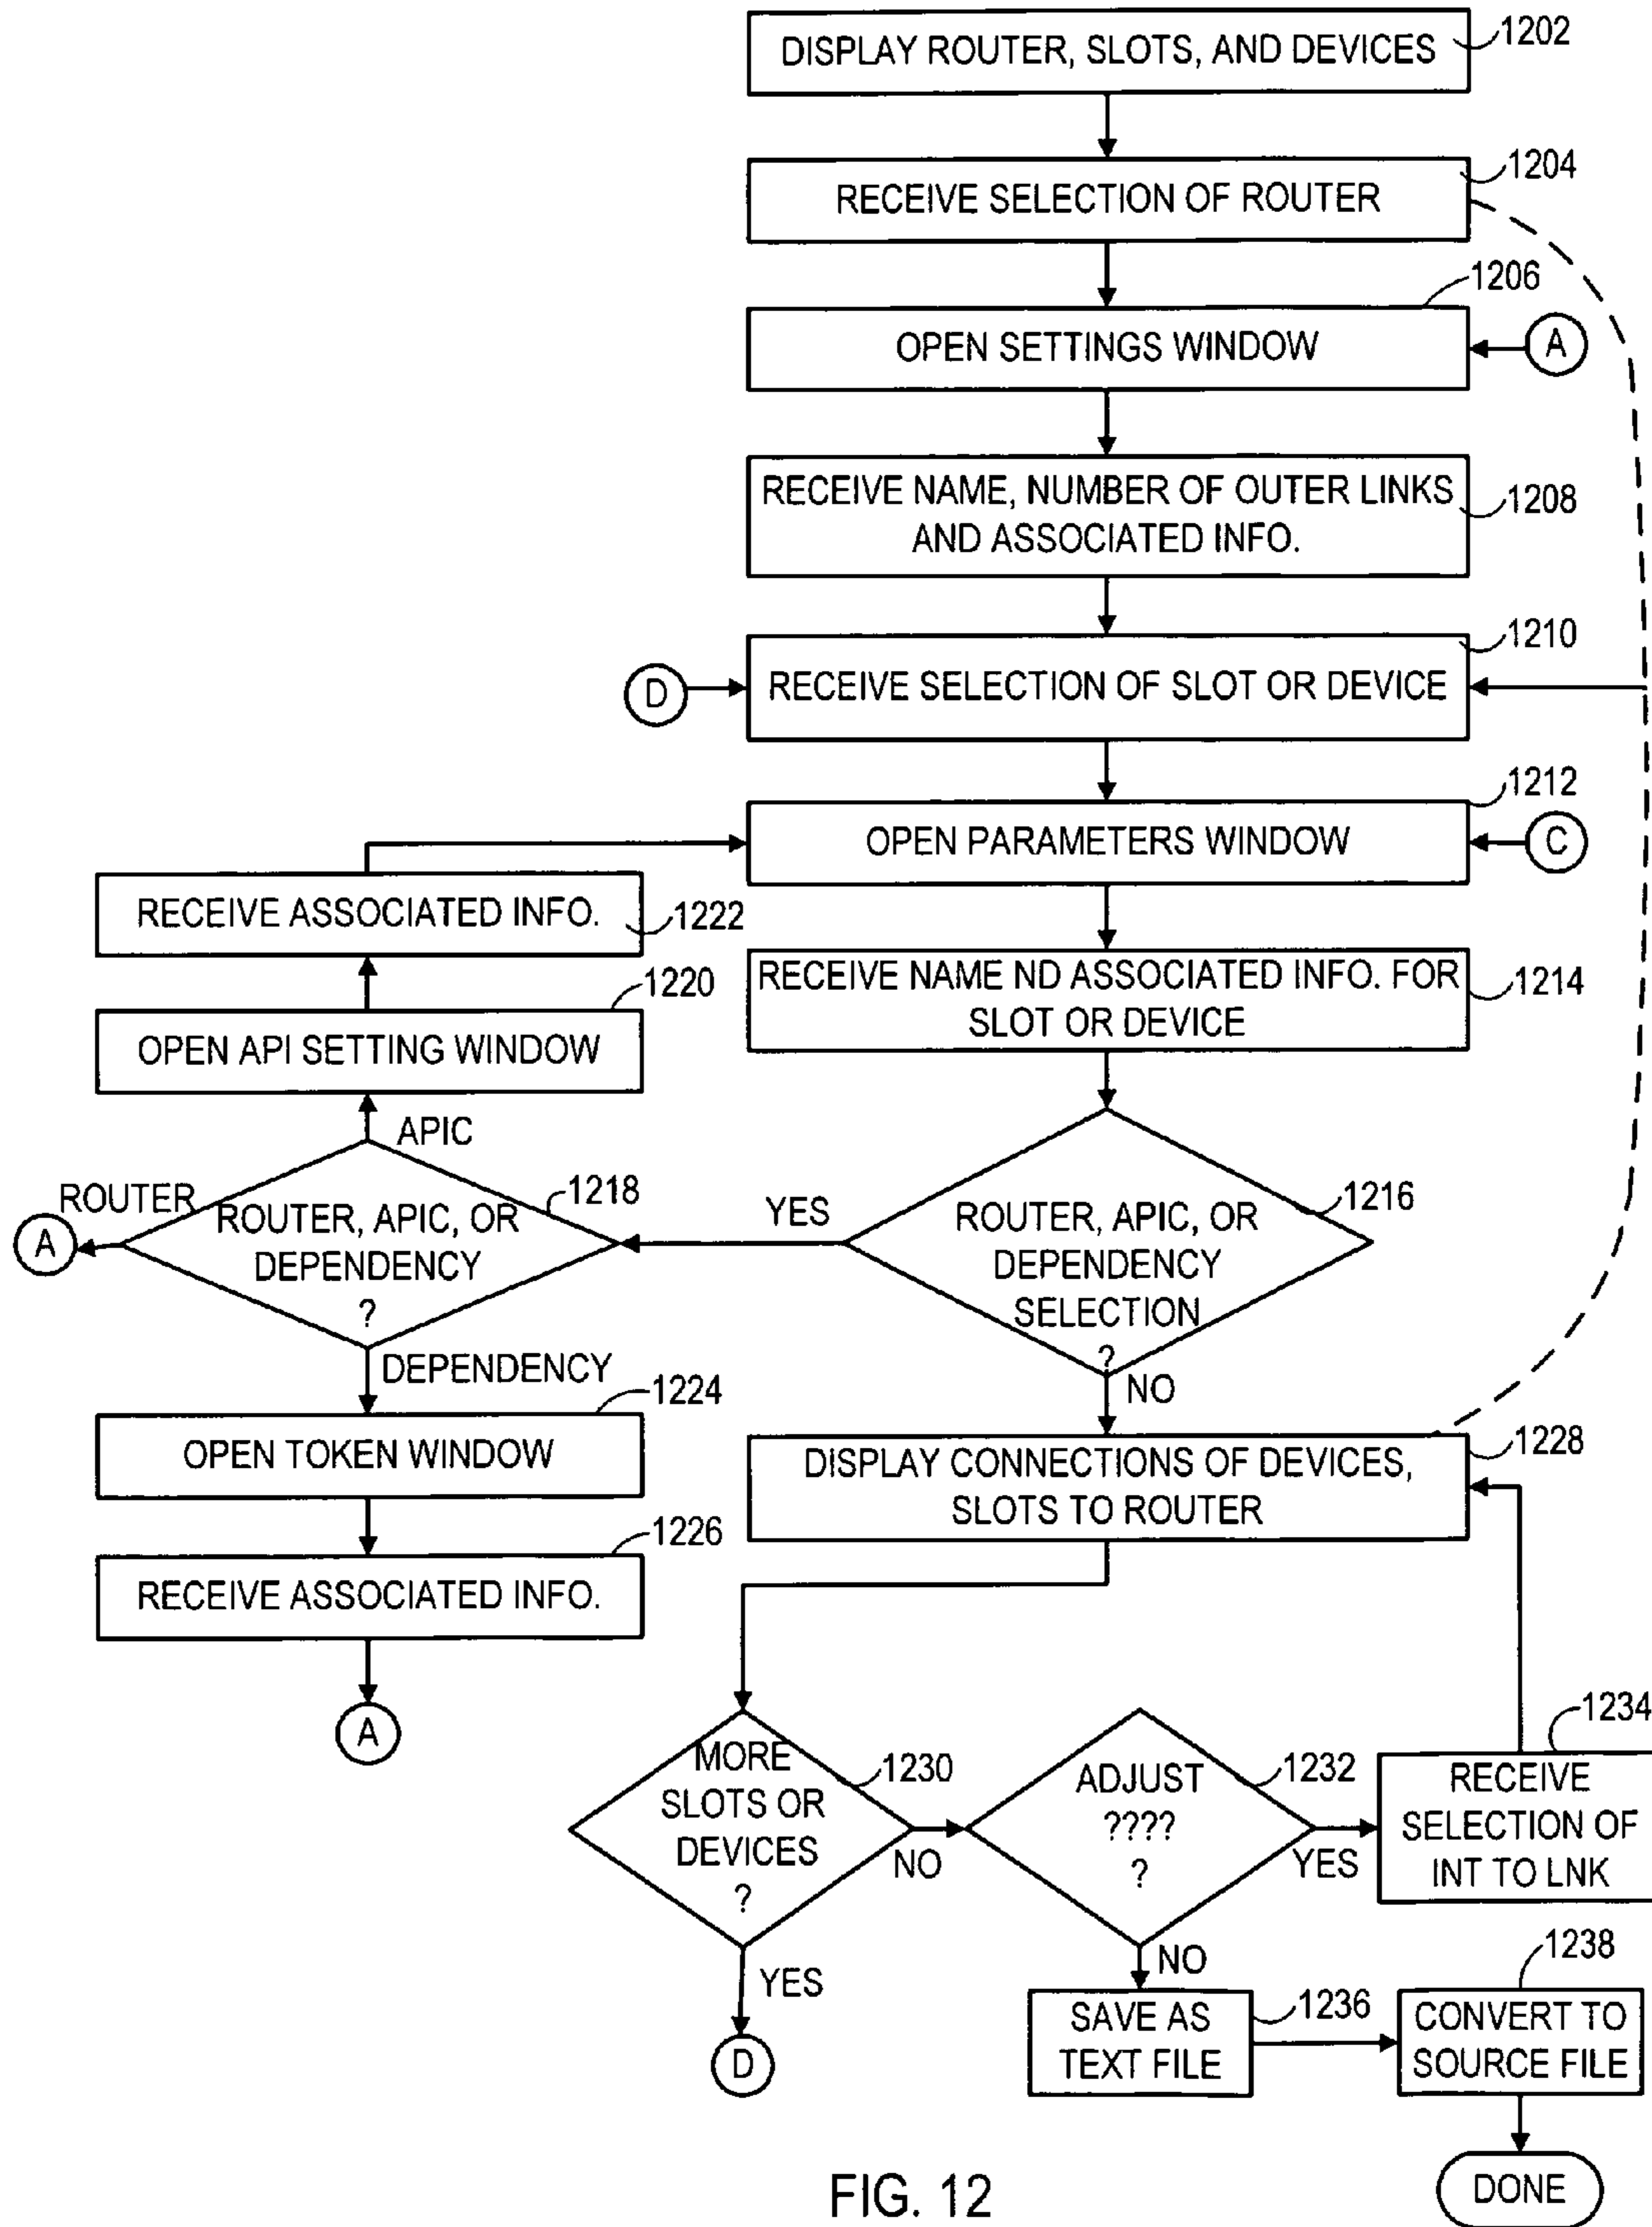 DISPLAY ROUTER, SLOTS, AND DEVICES
1202
RECEIVE SELECTION OF ROUTER
1204
OPEN SETTINGS WINDOW
1206
A
RECEIVE NAME, NUMBER OF OUTER LINKS
AND ASSOCIATED INFO.
1208
D
RECEIVE SELECTION OF SLOT OR DEVICE
1210
OPEN PARAMETERS WINDOW
1212
C
RECEIVE ASSOCIATED INFO.
1222
RECEIVE NAME ND ASSOCIATED INFO. FOR
SLOT OR DEVICE
1214
OPEN API SETTING WINDOW
1220
APIC
ROUTER
A
ROUTER, APIC, OR
DEPENDENCY
?
1218
YES
ROUTER, APIC, OR
DEPENDENCY
SELECTION
?
1216
NO
DEPENDENCY
OPEN TOKEN WINDOW
1224
RECEIVE ASSOCIATED INFO.
1226
A
DISPLAY CONNECTIONS OF DEVICES,
SLOTS TO ROUTER
1228
MORE
SLOTS OR
DEVICES
?
1230
NO
YES
D
ADJUST
????
?
1232
YES
NO
RECEIVE
SELECTION OF
INT TO LNK
1234
SAVE AS
TEXT FILE
1236
CONVERT TO
SOURCE FILE
1238
DONE
FIG. 12